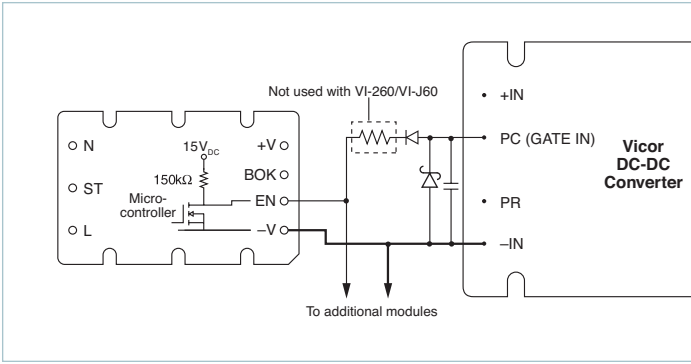 Not used with VI-260/VI-J60
N
ST
L
15VDC
150kΩ
Micro-
controller
+V
BOK
EN
–V
+IN
PC (GATE IN)
PR
–IN
Vicor
DC-DC
Converter
To additional modules